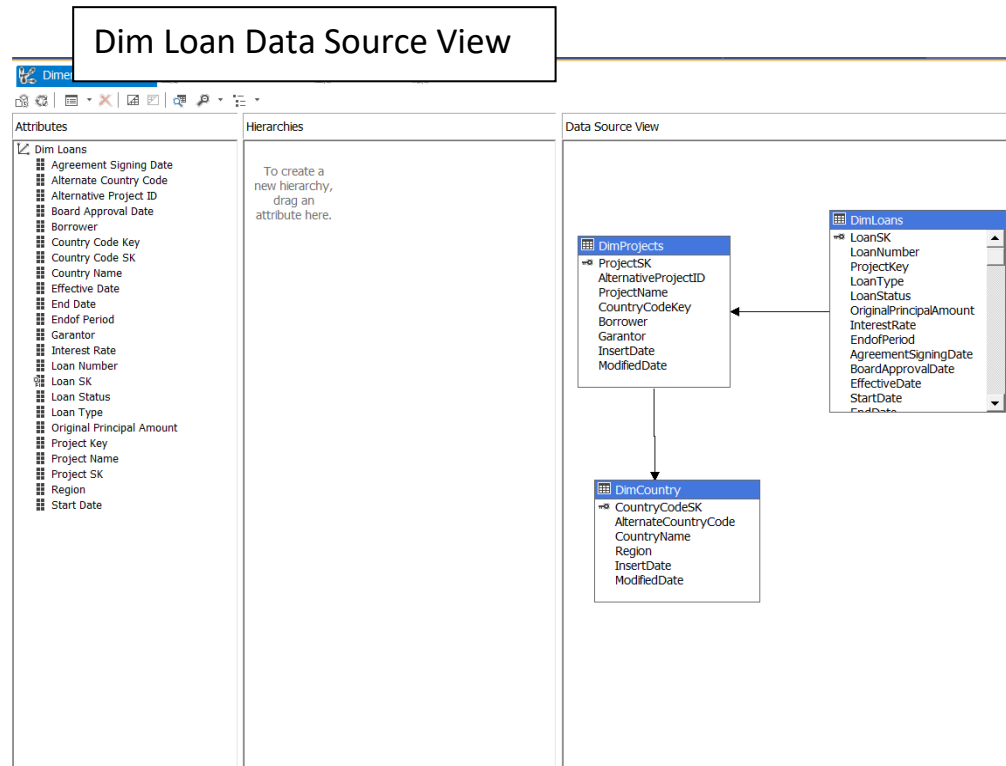 Dim Loan Data Source View
Attributes
Hierarchies
Data Source View
Dim Loans
Agreement Signing Date
Alternate Country Code
Alternative Project ID
Board Approval Date
Borrower
Country Code Key
Country Code SK
Country Name
Effective Date
End Date
Endof Period
Garantor
Interest Rate
Loan Number
Loan SK
Loan Status
Loan Type
Original Principal Amount
Project Key
Project Name
Project SK
Region
Start Date
To create a
new hierarchy,
drag an
attribute here.
DimProjects
ProjectSK
AlternativeProjectID
ProjectName
CountryCodeKey
Borrower
Garantor
InsertDate
ModifiedDate
DimLoans
LoanSK
LoanNumber
ProjectKey
LoanType
LoanStatus
OriginalPrincipalAmount
InterestRate
EndofPeriod
AgreementSigningDate
BoardApprovalDate
EffectiveDate
StartDate
EndDate
DimCountry
CountryCodeSK
AlternateCountryCode
CountryName
Region
InsertDate
ModifiedDate